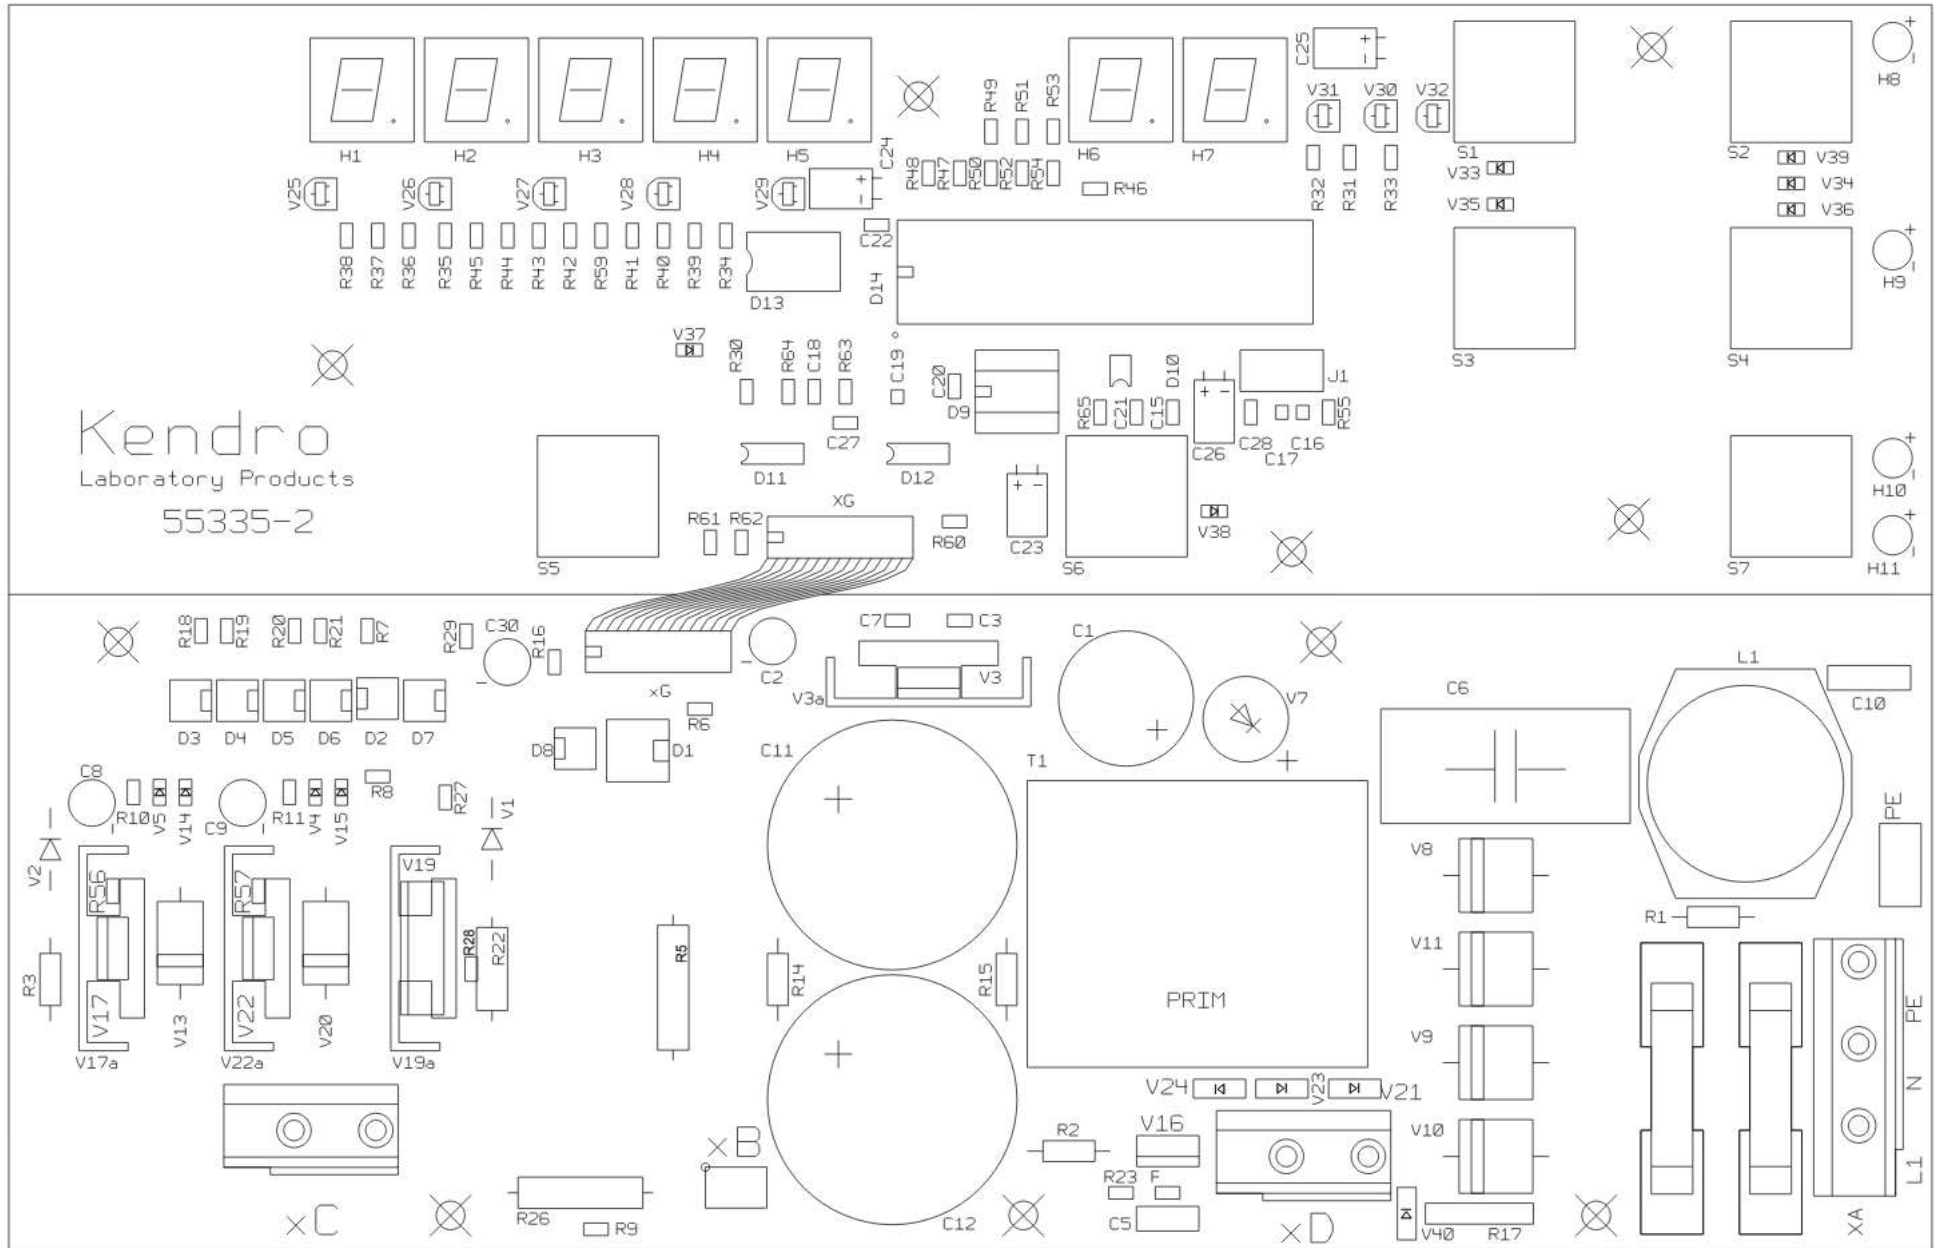 C25
H8
H1
H2
H3
H4
H5
C24
R49
R51
R53
H6
H7
V31
V30
V32
S1
S2
V39
V33
V34
V35
V36
V25
V26
V27
V28
V29
R48
R47
R50
R52
R54
R46
R32
R31
R33
C22
R38
R37
R36
R35
R45
R44
R43
R42
R59
R41
R40
R39
R34
D13
D14
H9
V37
R30
R64
C18
R63
C19
C20
D9
R65
C21
C15
D10
J1
S3
S4
Kendro
Laboratory Products
55335-2
C27
D11
D12
C26
C28
C17
C16
R55
XG
R61
R62
R60
C23
V38
H10
S5
S6
S7
H11
R18
R19
R20
R21
R7
R29
C30
R16
C2
C7
C3
C1
L1
xG
V3a
V3
V7
C6
C10
R6
D3
D4
D5
D6
D2
D7
D8
D1
C11
T1
C8
R10
V5
V14
C9
R11
V4
V15
R8
R27
V1
PE
V2
R56
R57
V19
V8
R1
R3
V17
V13
V22
V20
R28
R22
R5
R14
R15
V11
PRIM
PE
V17a
V22a
V19a
V9
N
V24
V23
V21
xB
R2
V16
V10
R23
F
L1
xC
R26
R9
C12
C5
xD
V40
R17
XA